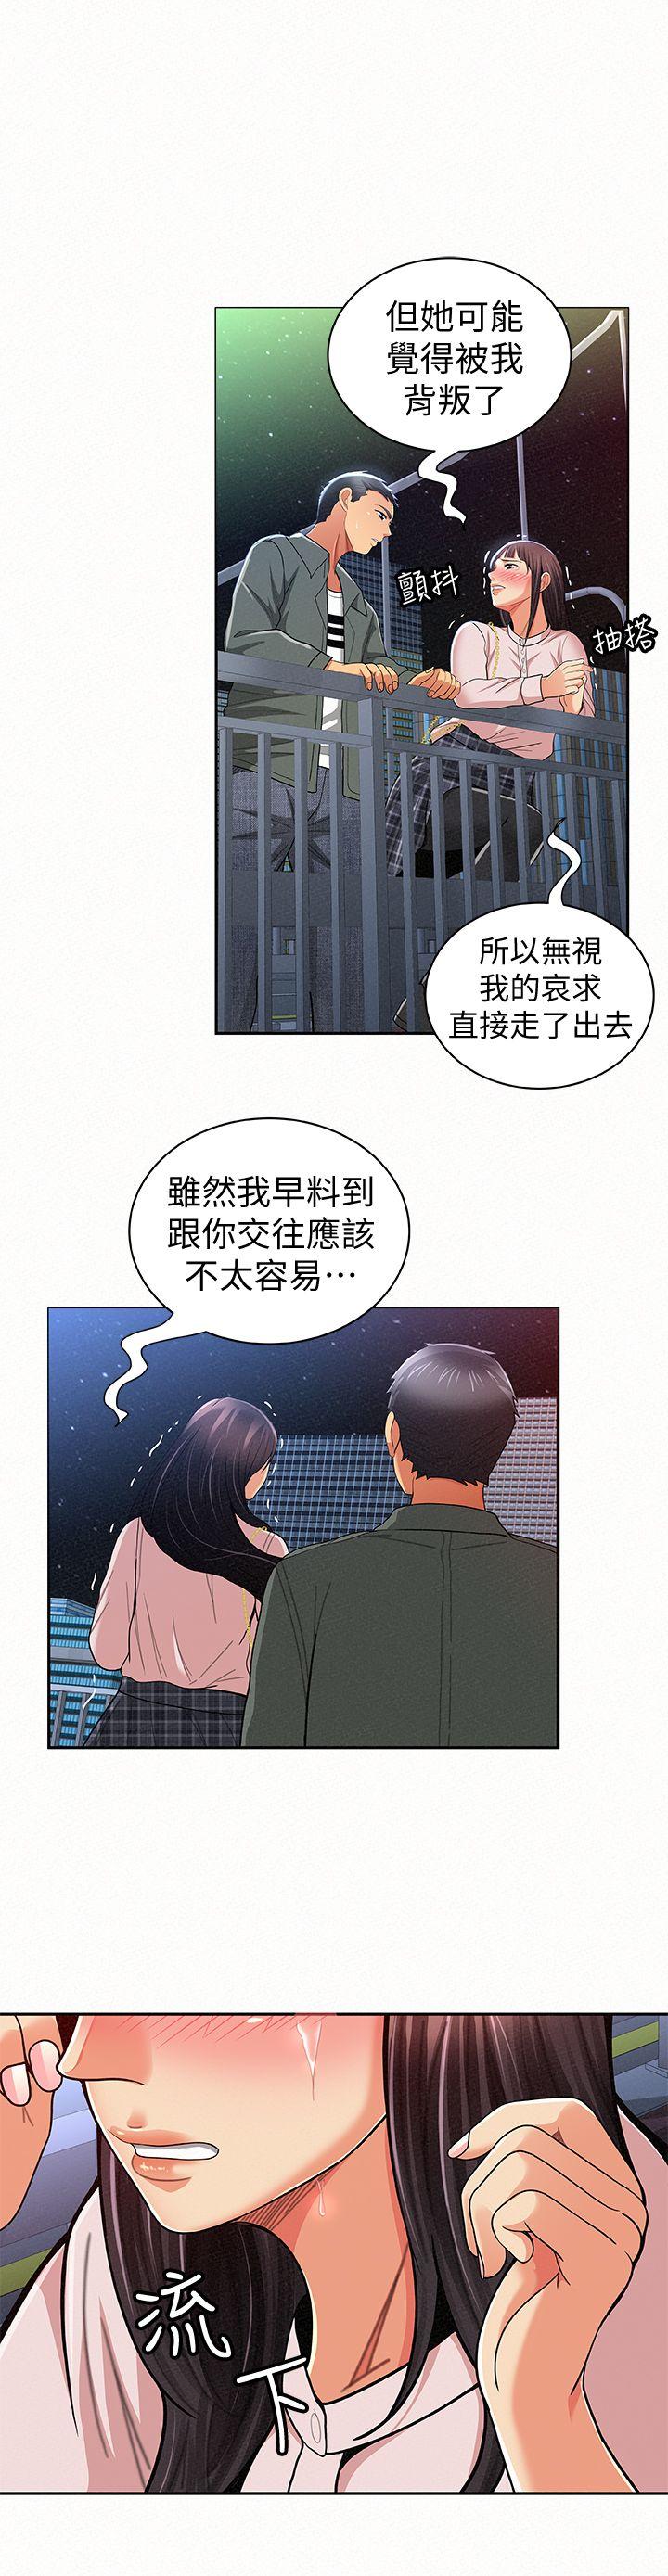 但她可能
覺得被我
背叛了
顫抖
抽搭
所以無視
我的哀求
直接走了出去
雖然我早料到
跟你交往應該
不太容易…
流
下